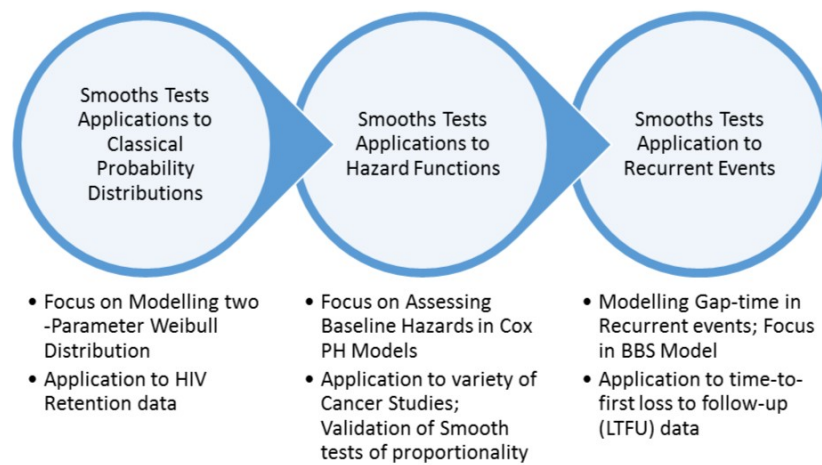 Smooths Tests
Applications to
Classical
Probability
Distributions
Smooths Tests
Applications to
Hazard Functions
Smooths Tests
Application to
Recurrent Events
• Focus on Modelling two
-Parameter Weibull
Distribution
• Application to HIV
Retention data
• Focus on Assessing
Baseline Hazards in Cox
PH Models
• Application to variety of
Cancer Studies;
Validation of Smooth
tests of proportionality
• Modelling Gap-time in
Recurrent events; Focus
in BBS Model
• Application to time-to-
first loss to follow-up
(LTFU) data